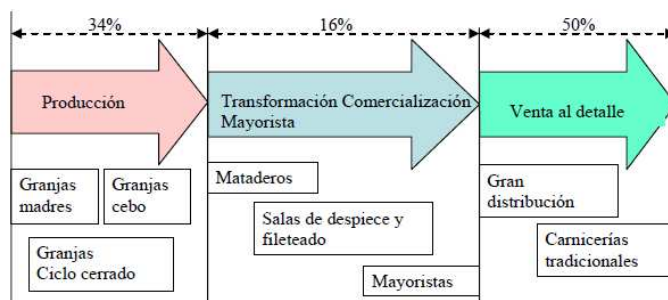 34%
16%
50%
Producción
Transformación Comercialización
Mayorista
Venta al detalle
Granjas
madres
Granjas
cebo
Granjas
Ciclo cerrado
Mataderos
Salas de despiece y
fileteado
Mayoristas
Gran
distribución
Carnicerías
tradicionales